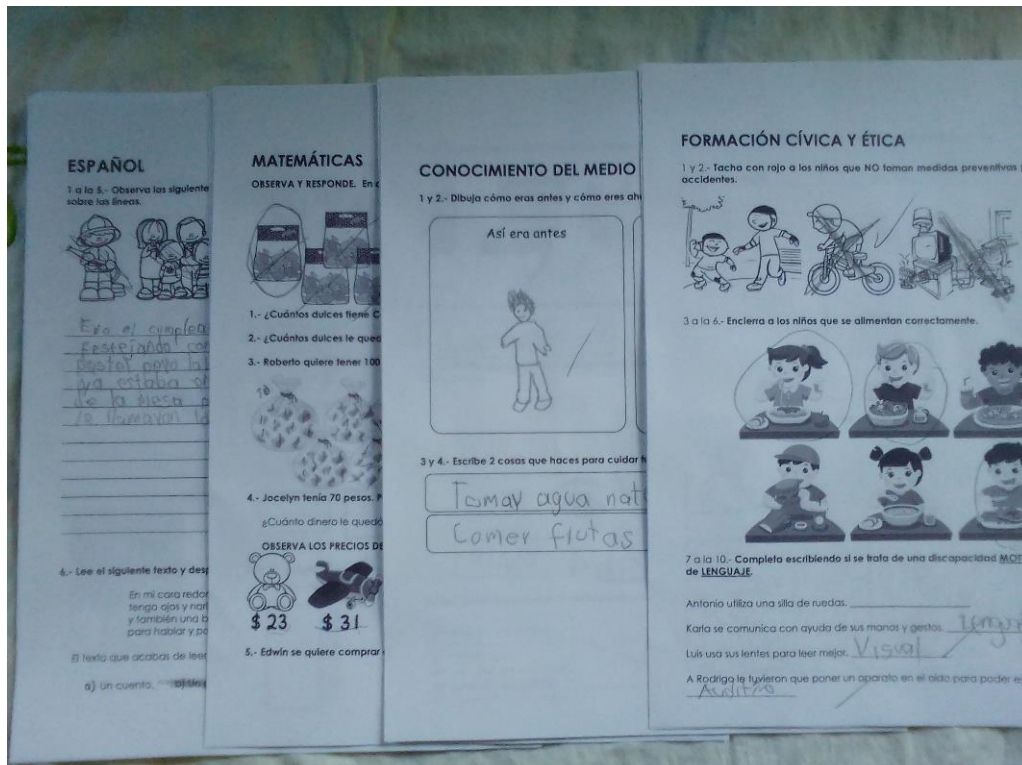 ESPAÑOL
1 a la 5.- Observa las siguiente
sobre las líneas.
Era el cumplea
festejando con
pastel
ya estaba
de la mesa
6.- Lee el siguiente texto y desp
En mi cara redon
tengo ojos y nari
y también una b
para hablar y pa
El texto que acabas de leer
a) Un cuento.
MATEMÁTICAS
OBSERVA Y RESPONDE. En c
1.- ¿Cuántos dulces tiene C
2.- ¿Cuántos dulces le qued
3.- Roberto quiere tener 100
10
4.- Jocelyn tenía 70 pesos. P
¿Cuánto dinero le quedó
OBSERVA LOS PRECIOS DE
$ 23 $ 31
5.- Edwin se quiere comprar
CONOCIMIENTO DEL MEDIO
1 y 2.- Dibuja cómo eras antes y cómo eres aho
Así era antes
3 y 4.- Escribe 2 cosas que haces para cuidar
Tomar agua nat
Comer flutas
FORMACIÓN CÍVICA Y ÉTICA
1 y 2.- Tacha con rojo a los niños que NO toman medidas preventivas
accidentes.
3 a la 6.- Encierra a los niños que se alimentan correctamente.
7 a la 10.- Completa escribiendo si se trata de una discapacidad MOT
de LENGUAJE.
Antonio utiliza una silla de ruedas.
Karla se comunica con ayuda de sus manos y gestos. Lengua
Luis usa sus lentes para leer mejor. Visual
A Rodrigo le tuvieron que poner un aparato en el oído para poder e
Auditiva